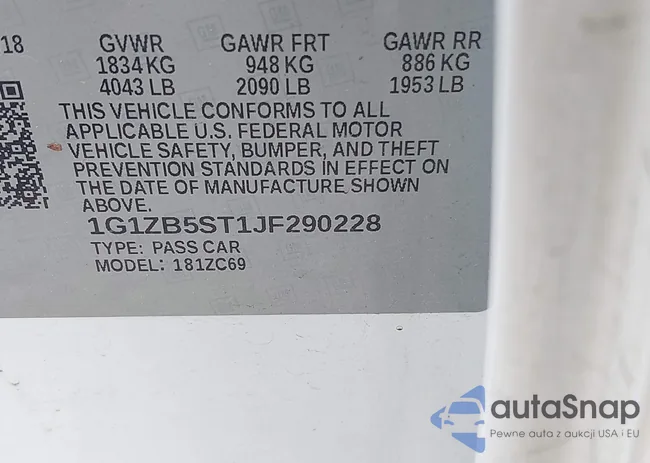 18 GVWR GAWR FRT GAWR RR
1834 KG 948 KG 886 KG
4043 LB 2090 LB 1953 LB
THIS VEHICLE CONFORMS TO ALL
APPLICABLE U.S. FEDERAL MOTOR
VEHICLE SAFETY, BUMPER, AND THEFT
PREVENTION STANDARDS IN EFFECT ON
THE DATE OF MANUFACTURE SHOWN
ABOVE.
1G1ZB5ST1JF290228
TYPE: PASS CAR
MODEL: 181ZC69
autaSnap
Pewne auta z aukcji USA i EU